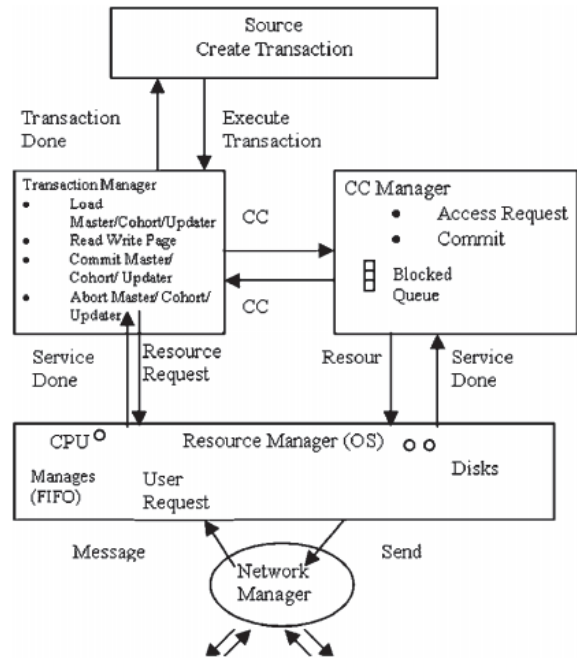 Source
Create Transaction
Transaction
Done
Execute
Transaction
Transaction Manager
• Load
Master/Cohort/Updater
• Read Write Page
• Commit Master/
Cohort/ Updater
• Abort Master/ Cohort/
Updater
CC
CC
CC Manager
• Access Request
• Commit
Blocked
Queue
Service
Done
Resource
Request
Resour
Service
Done
CPU
Resource Manager (OS)
Disks
Manages
(FIFO)
User
Request
Message
Send
Network
Manager